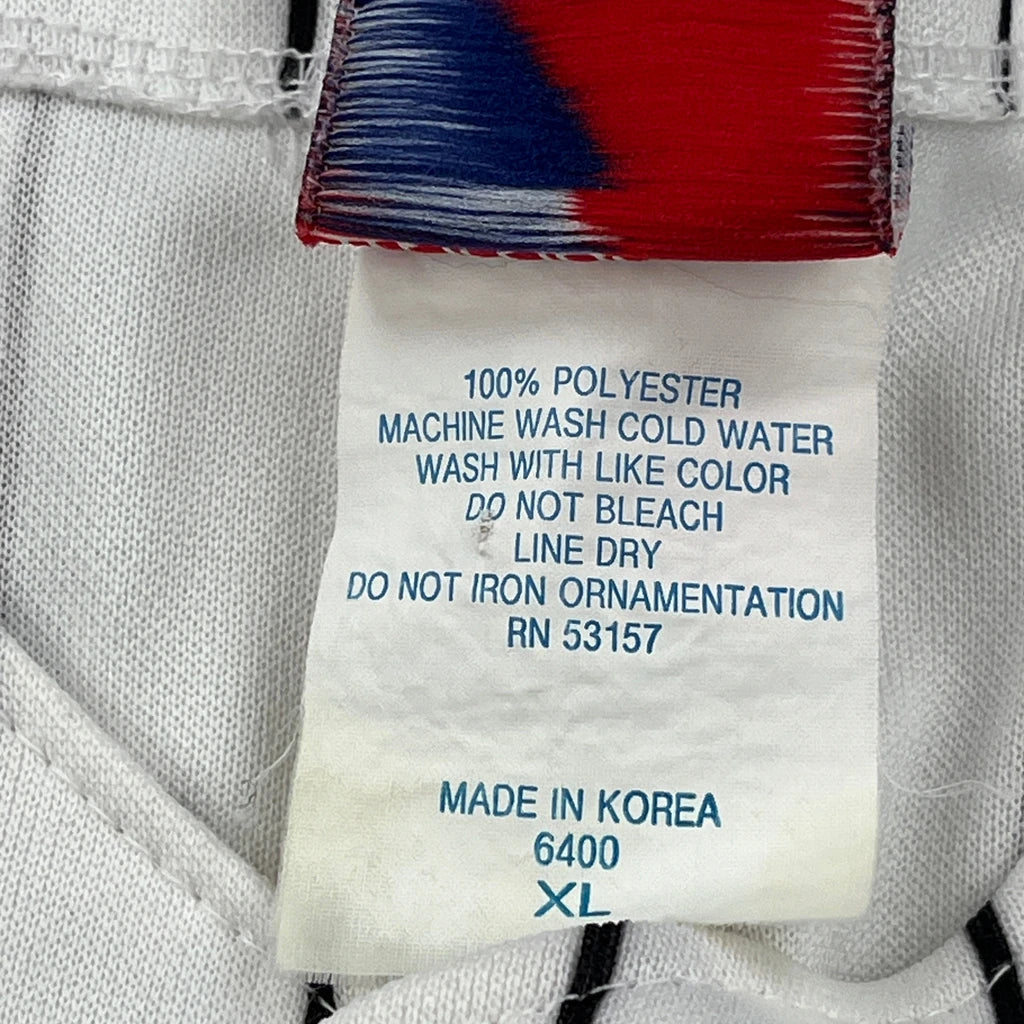 100% POLYESTER
MACHINE WASH COLD WATER
WASH WITH LIKE COLOR
DO NOT BLEACH
LINE DRY
DO NOT IRON ORNAMENTATION
RN 53157
MADE IN KOREA
6400
XL